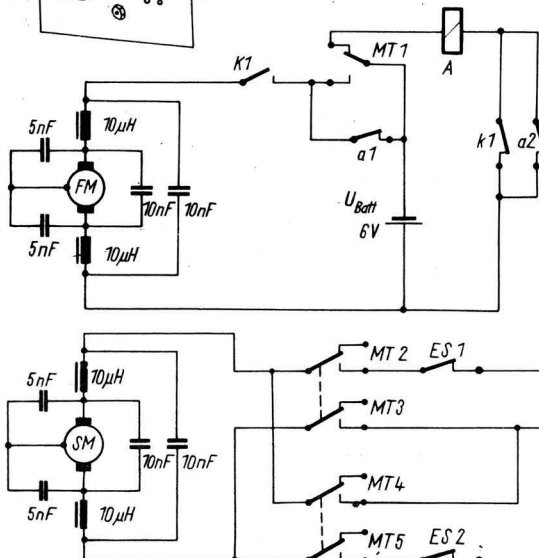 MT1
A
K1
10µH
5nF
FM
a1
k1
a2
10nF
10nF
U Batt
6V
5nF
10µH
MT2
ES1
5nF
10µH
MT3
SM
10nF
10nF
MT4
5nF
10µH
MT5
ES2